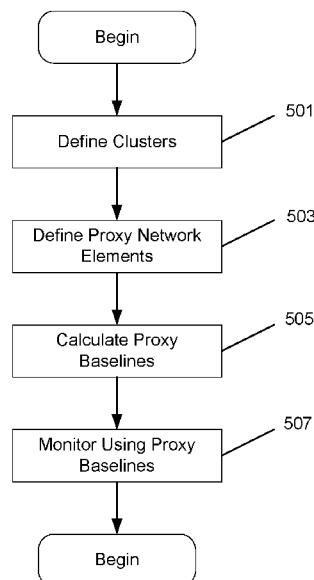 Begin
501
Define Clusters
503
Define Proxy Network
Elements
505
Calculate Proxy
Baselines
507
Monitor Using Proxy
Baselines
Begin